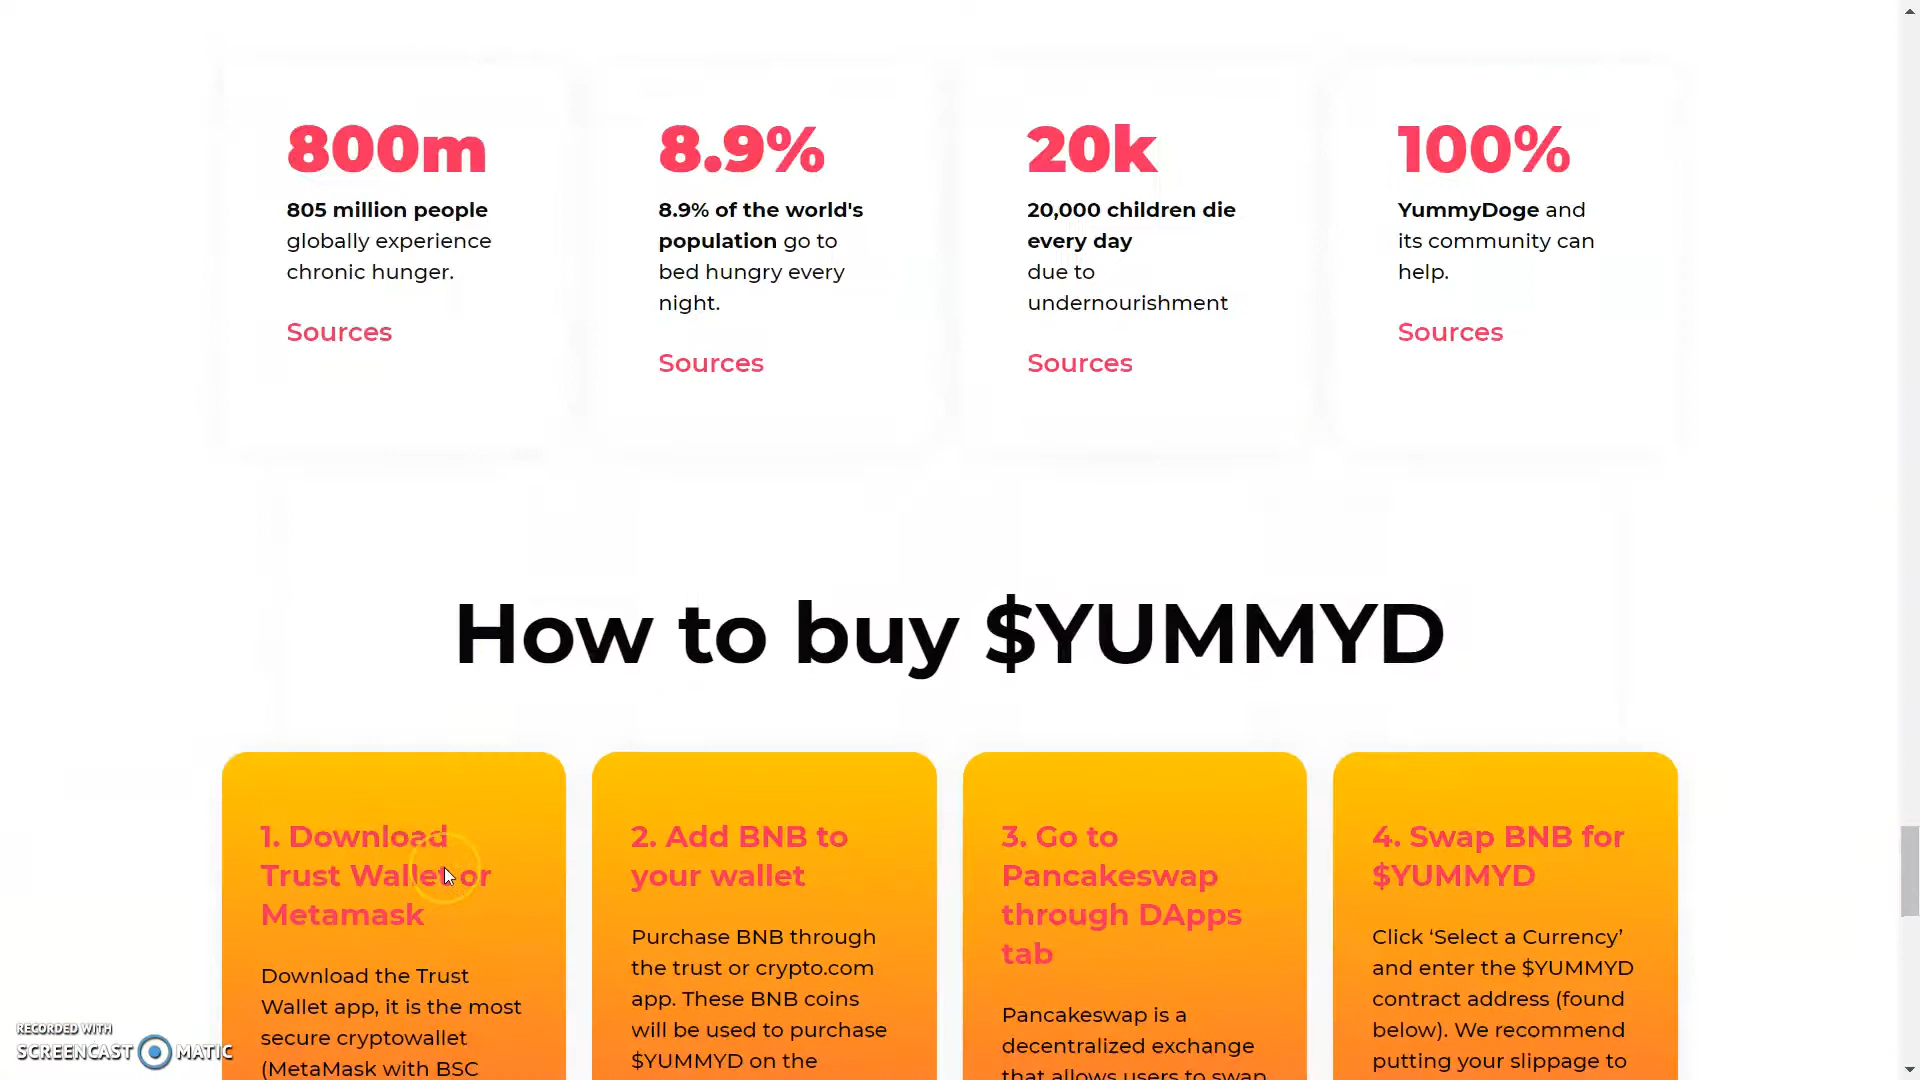 800m
805 million people
globally experience
chronic hunger.
Sources
8.9%
8.9% of the world's
population go to
bed hungry every
night.
Sources
20k
20,000 children die
every day
due to
undernourishment
Sources
100%
YummyDoge and
its community can
help.
Sources
How to buy $YUMMYD
1. Download
Trust Wallet or
Metamask
Download the Trust
Wallet app, it is the most
secure cryptowallet
(MetaMask with BSC
2. Add BNB to
your wallet
Purchase BNB through
the trust or crypto.com
app. These BNB coins
will be used to purchase
$YUMMYD on the
3. Go to
Pancakeswap
through DApps
tab
Pancakeswap is a
decentralized exchange
that allows users to swap
4. Swap BNB for
$YUMMYD
Click ‘Select a Currency’
and enter the $YUMMYD
contract address (found
below). We recommend
putting your slippage to
RECORDED WITH
SCREENCAST MATIC